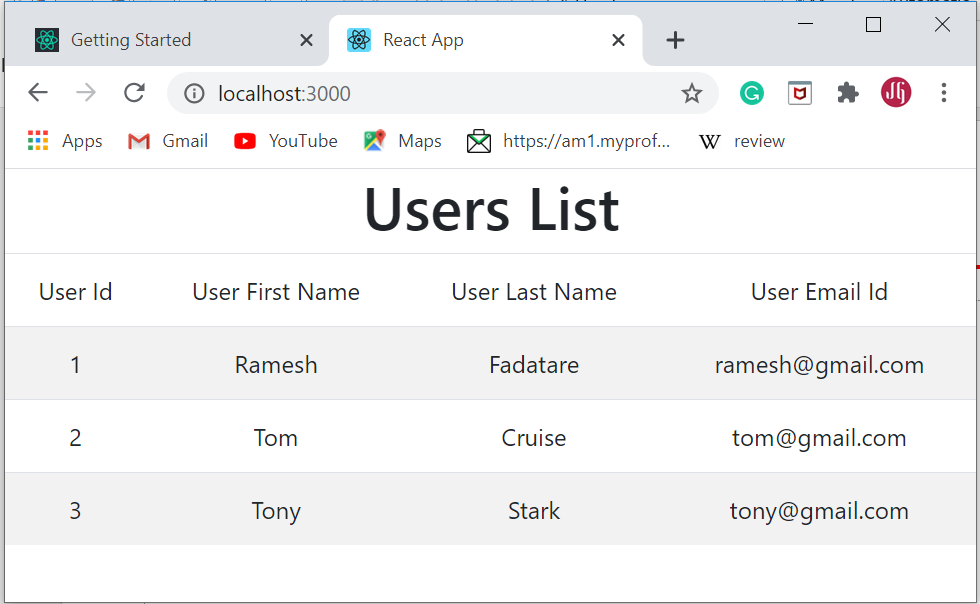 Getting Started React App
localhost:3000
Apps Gmail YouTube Maps https://am1.myprof... review
Users List
User Id User First Name User Last Name User Email Id
1 Ramesh Fadatare ramesh@gmail.com
2 Tom Cruise tom@gmail.com
3 Tony Stark tony@gmail.com